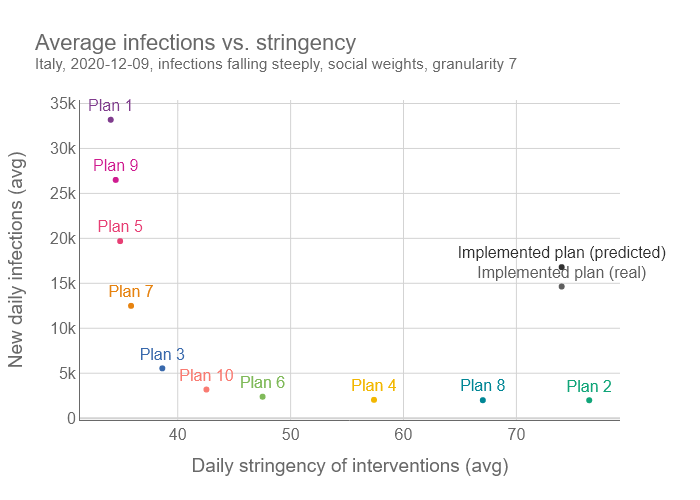 Average infections vs. stringency
Italy, 2020-12-09, infections falling steeply, social weights, granularity 7
New daily infections (avg)
35k
30k
25k
20k
15k
10k
5k
0
Plan 1
Plan 9
Plan 5
Implemented plan (predicted)
Implemented plan (real)
Plan 7
Plan 3
Plan 10
Plan 6
Plan 4
Plan 8
Plan 2
40
50
60
70
Daily stringency of interventions (avg)